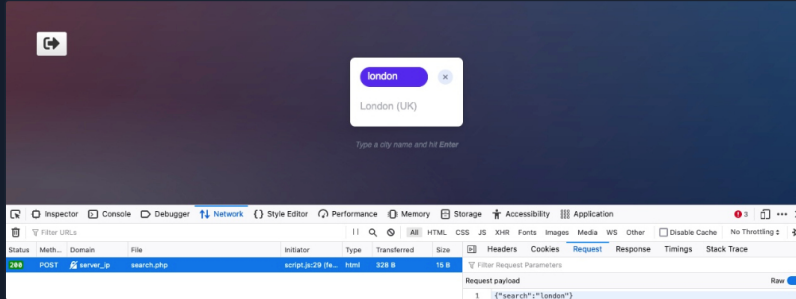 london
×
London (UK)
Type a city name and hit Enter
Inspector Console Debugger Network Style Editor Performance Memory Storage Accessibility Application 3
Filter URLs All HTML CSS JS XHR Fonts Images Media WS Other Disable Cache No Throttling
Status Meth... Domain File Initiator Type Transferred Size Headers Cookies Request Response Timings Stack Trace
200 POST server_ip search.php script.js:29 (fe... html 328 B 15 B Filter Request Parameters
Request payload Raw
1 {"search":"london"}